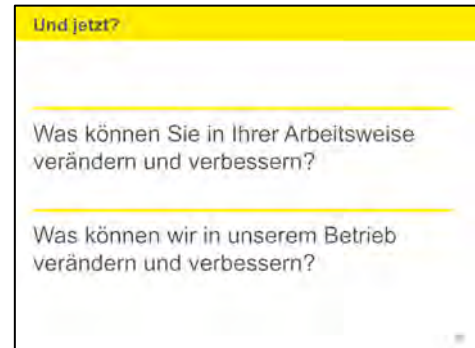 Und jetzt?
Was können Sie in Ihrer Arbeitsweise
verändern und verbessern?
Was können wir in unserem Betrieb
verändern und verbessern?